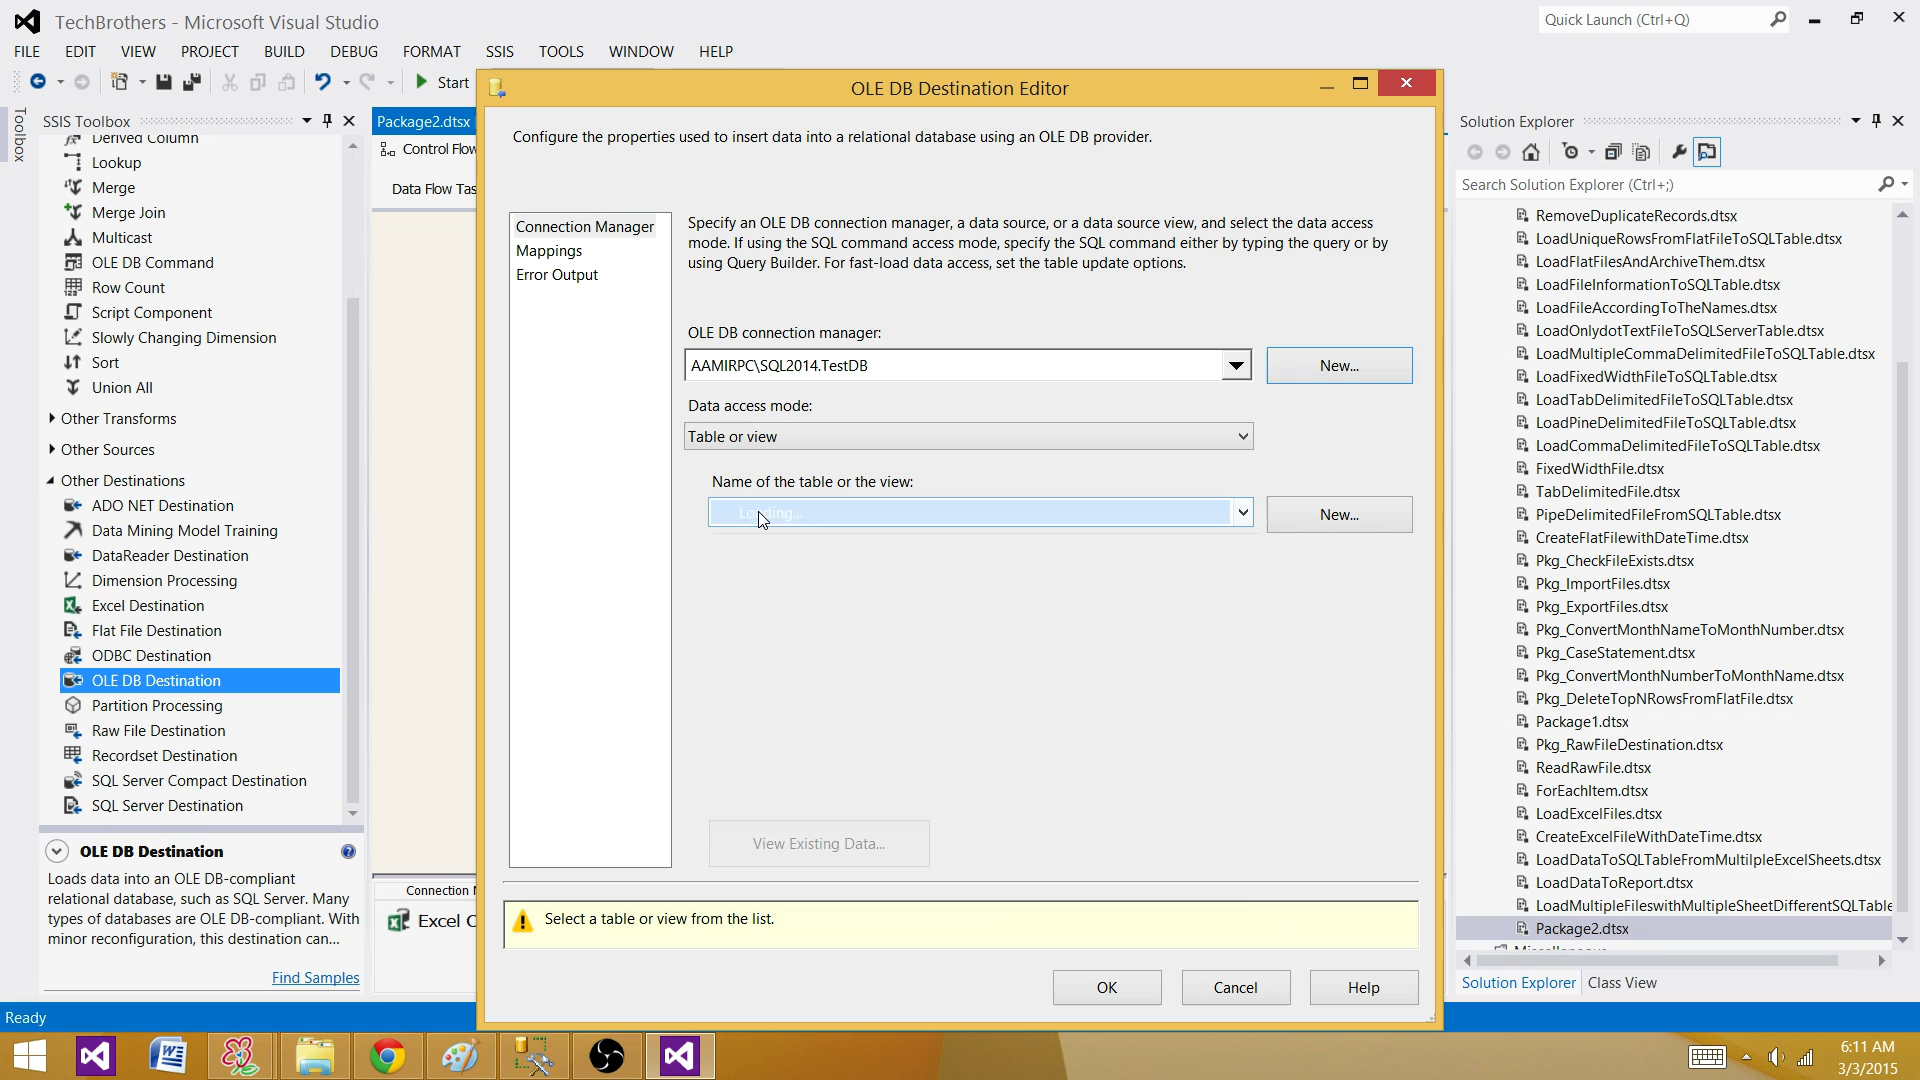 TechBrothers - Microsoft Visual Studio
Quick Launch (Ctrl+Q)
FILE EDIT VIEW PROJECT BUILD DEBUG FORMAT SSIS TOOLS WINDOW HELP
Start
Toolbox
SSIS Toolbox
Derived Column
Lookup
Merge
Merge Join
Multicast
OLE DB Command
Row Count
Script Component
Slowly Changing Dimension
Sort
Union All
Other Transforms
Other Sources
Other Destinations
ADO NET Destination
Data Mining Model Training
DataReader Destination
Dimension Processing
Excel Destination
Flat File Destination
ODBC Destination
OLE DB Destination
Partition Processing
Raw File Destination
Recordset Destination
SQL Server Compact Destination
SQL Server Destination
OLE DB Destination
Loads data into an OLE DB-compliant
relational database, such as SQL Server. Many
types of databases are OLE DB-compliant. With
minor reconfiguration, this destination can...
Find Samples
Package2.dtsx
Control Flow
Data Flow Tas
Connection
Excel C
OLE DB Destination Editor
Configure the properties used to insert data into a relational database using an OLE DB provider.
Connection Manager
Mappings
Error Output
Specify an OLE DB connection manager, a data source, or a data source view, and select the data access
mode. If using the SQL command access mode, specify the SQL command either by typing the query or by
using Query Builder. For fast-load data access, set the table update options.
OLE DB connection manager:
AAMIRPC\SQL2014.TestDB
New...
Data access mode:
Table or view
Name of the table or the view:
Loading...
New...
View Existing Data...
Select a table or view from the list.
OK
Cancel
Help
Solution Explorer
Search Solution Explorer (Ctrl+;)
RemoveDuplicateRecords.dtsx
LoadUniqueRowsFromFlatFileToSQLTable.dtsx
LoadFlatFilesAndArchiveThem.dtsx
LoadFileInformationToSQLTable.dtsx
LoadFileAccordingToTheNames.dtsx
LoadOnlydotTextFileToSQLServerTable.dtsx
LoadMultipleCommaDelimitedFileToSQLTable.dtsx
LoadFixedWidthFileToSQLTable.dtsx
LoadTabDelimitedFileToSQLTable.dtsx
LoadPineDelimitedFileToSQLTable.dtsx
LoadCommaDelimitedFileToSQLTable.dtsx
FixedWidthFile.dtsx
TabDelimitedFile.dtsx
PipeDelimitedFileFromSQLTable.dtsx
CreateFlatFilewithDateTime.dtsx
Pkg_CheckFileExists.dtsx
Pkg_ImportFiles.dtsx
Pkg_ExportFiles.dtsx
Pkg_ConvertMonthNameToMonthNumber.dtsx
Pkg_CaseStatement.dtsx
Pkg_ConvertMonthNumberToMonthName.dtsx
Pkg_DeleteTopNRowsFromFlatFile.dtsx
Package1.dtsx
Pkg_RawFileDestination.dtsx
ReadRawFile.dtsx
ForEachItem.dtsx
LoadExcelFiles.dtsx
CreateExcelFileWithDateTime.dtsx
LoadDataToSQLTableFromMultilpleExcelSheets.dtsx
LoadDataToReport.dtsx
LoadMultipleFileswithMultipleSheetDifferentSQLTable
Package2.dtsx
Solution Explorer
Class View
Ready
6:11 AM
3/3/2015